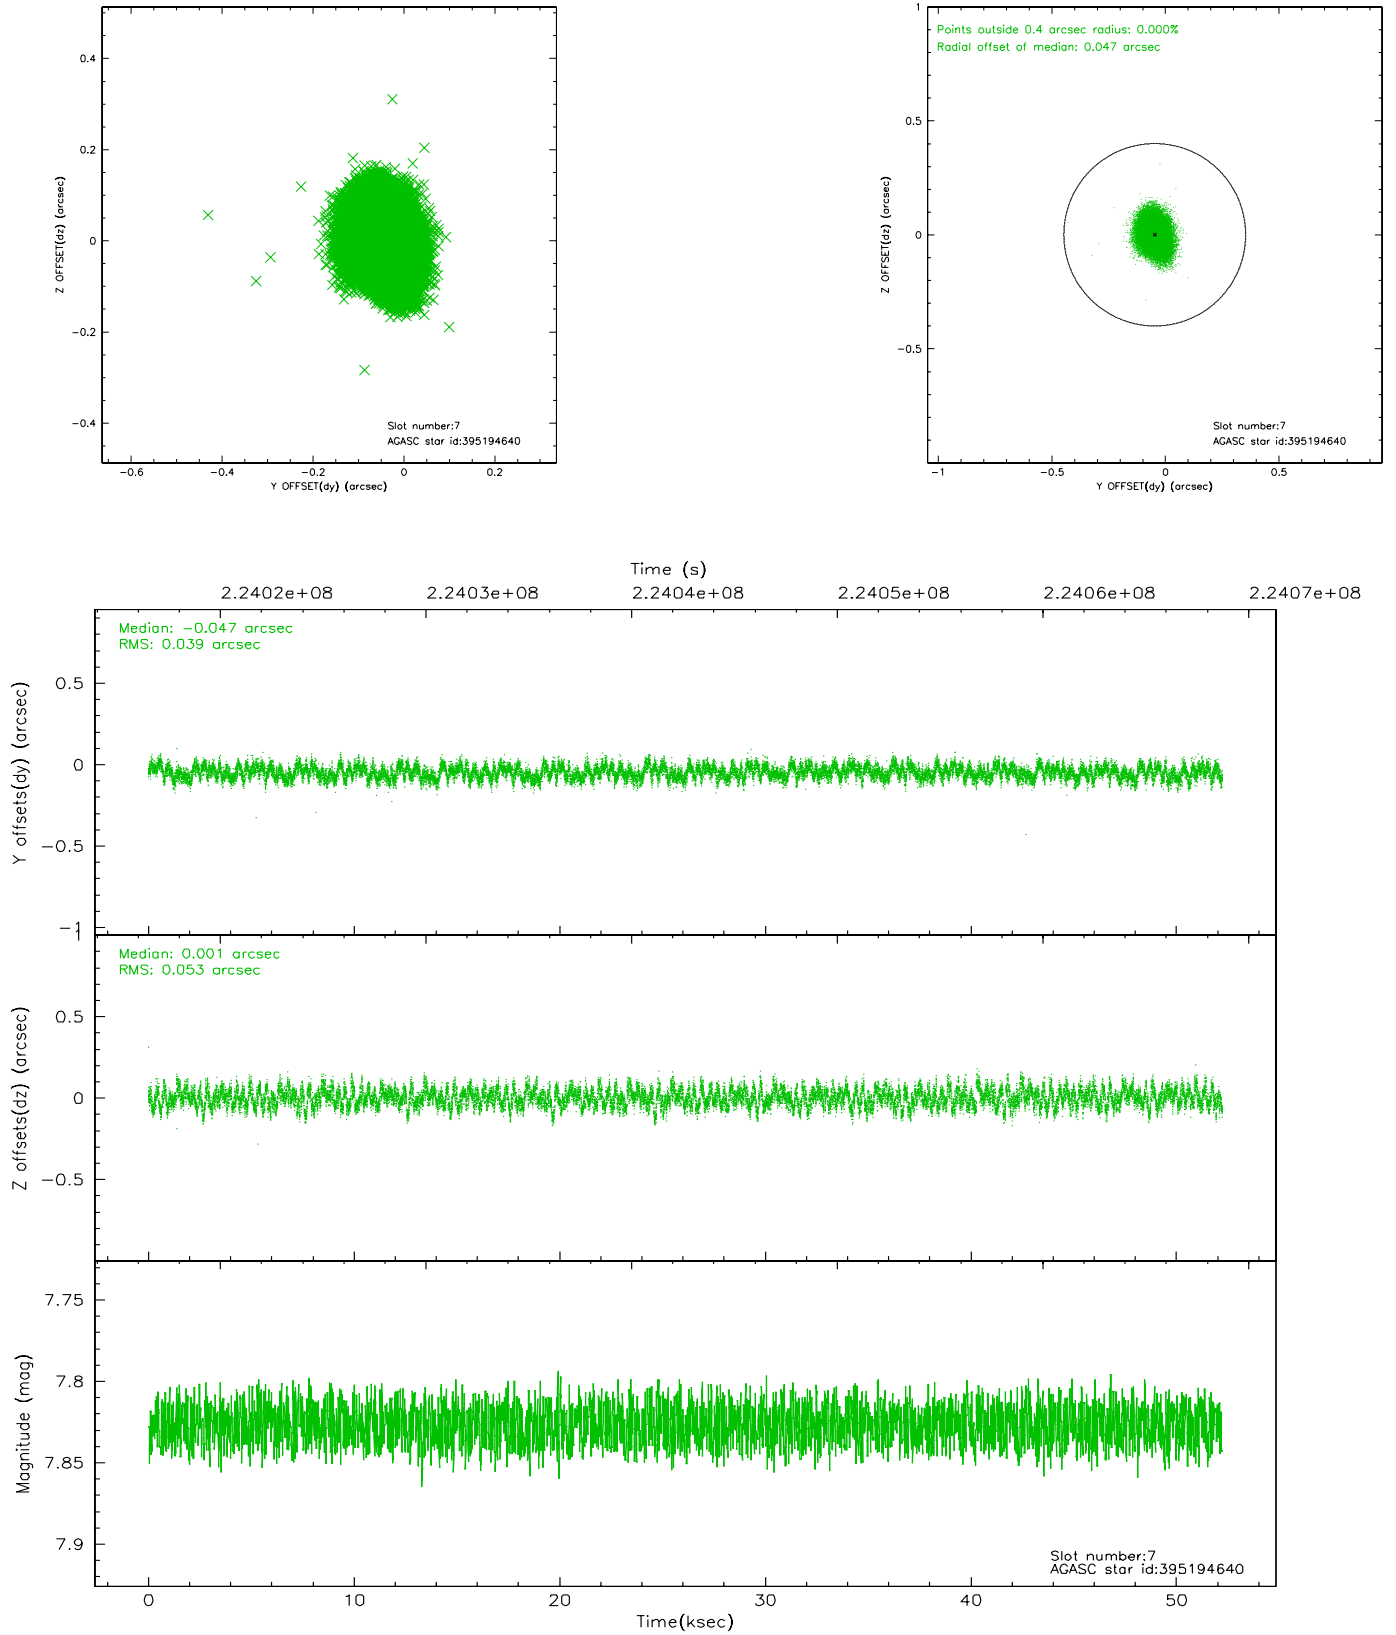 0.4
0.2
0
−0.2
−0.4
Z OFFSET(dz) (arcsec)
Slot number:7
AGASC star id:395194640
−0.6 −0.4 −0.2 0 0.2
Y OFFSET(dy) (arcsec)
Points outside 0.4 arcsec radius: 0.000%
Radial offset of median: 0.047 arcsec
1
0.5
0
−0.5
Z OFFSET(dz) (arcsec)
Slot number:7
AGASC star id:395194640
−1 −0.5 0 0.5
Y OFFSET(dy) (arcsec)
Time (s)
2.2402e+08 2.2403e+08 2.2404e+08 2.2405e+08 2.2406e+08 2.2407e+08
Median: −0.047 arcsec
RMS: 0.039 arcsec
0.5
0
−0.5
−1
Y offsets(dy) (arcsec)
Median: 0.001 arcsec
RMS: 0.053 arcsec
1
0.5
0
−0.5
Z offsets(dz) (arcsec)
7.75
7.8
7.85
7.9
Magnitude (mag)
Slot number:7
AGASC star id:395194640
0 10 20 30 40 50
Time(ksec)